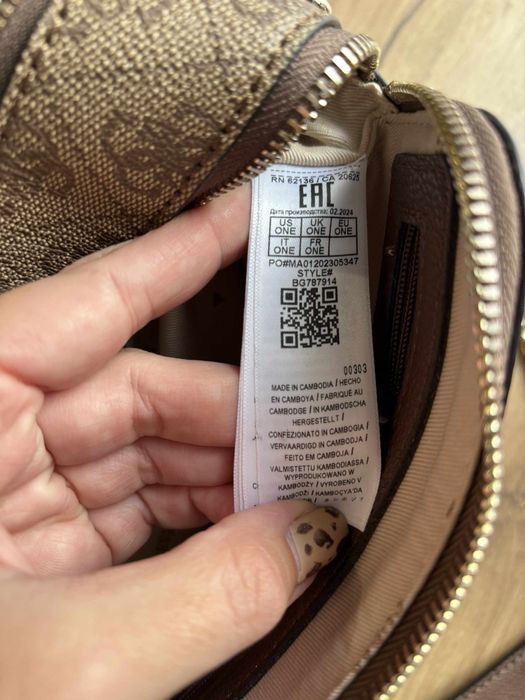 RN 62136 / CA 20626
EAC
Дата производства: 02.2024
US UK EU
ONE ONE ONE
IT FR
ONE ONE
PO#MA01202305347
STYLE#
BG787914
00303
MADE IN CAMBODIA / HECHO
EN CAMBOYA / FABRIQUÉ AU
CAMBODGE / IN KAMBODSCHA
HERGESTELLT /
CONFEZIONATO IN CAMBOGIA /
VERVAARDIGD IN CAMBODJA /
FEITO EM CAMBOJA /
VALMISTETTU KAMBODIASSA /
WYPRODUKOWANO W
KAMBODŻY / VYROBENO V
KAMBODŽI / KAMBOÇYA'DA